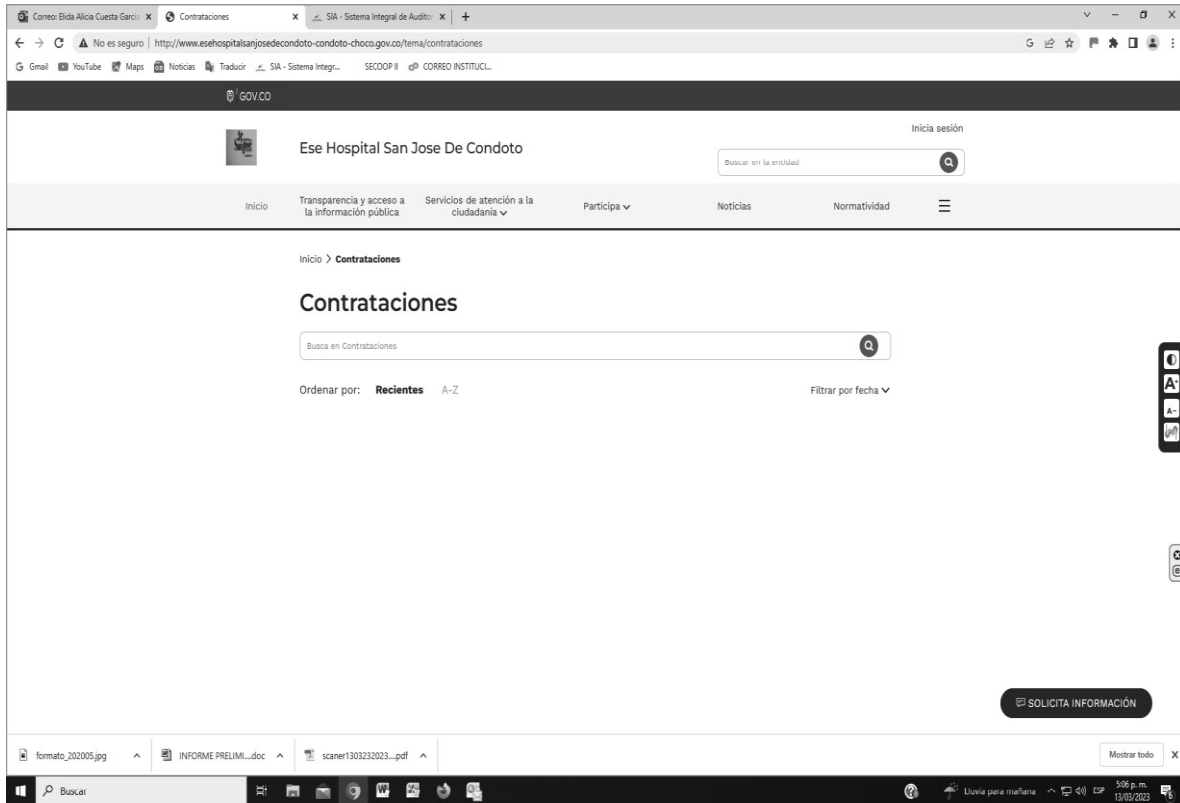 Correo: Elida Alicia Cuesta Garcia X
Contrataciones X
SIA - Sistema Integral de Auditor X
No es seguro | http://www.esehospitalsanjosedecondoto-condoto-choco.gov.co/tema/contrataciones
Gmail YouTube Maps Noticias Traducir SIA - Sistema Integr... SECOOP II CORREO INSTITUCI...
GOV.CO
Inicia sesión
Ese Hospital San Jose De Condoto
Buscar en la entidad
Inicio
Transparencia y acceso a
la información pública
Servicios de atención a la
ciudadanía
Participa
Noticias
Normatividad
Inicio > Contrataciones
Contrataciones
Busca en Contrataciones
Ordenar por: Recientes A-Z
Filtrar por fecha
A+
A-
SOLICITA INFORMACIÓN
formato_202005.jpg
INFORME PRELIMI....doc
scaner1303232023....pdf
Mostrar todo X
Buscar
Lluvia para mañana
ESP
5:06 p. m.
13/03/2023